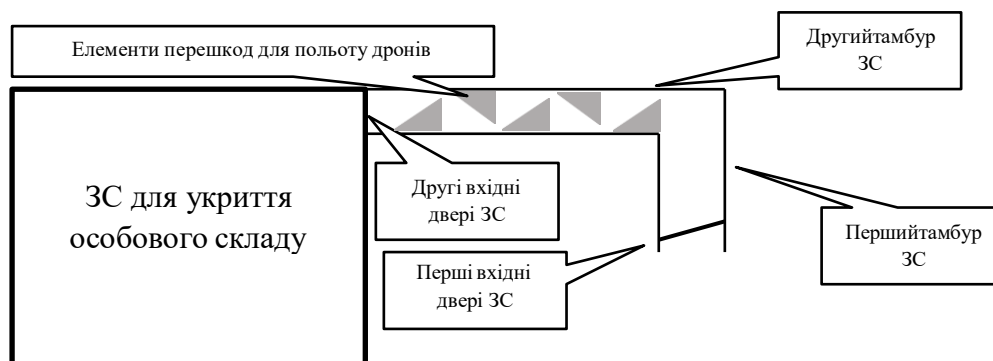 Елементи перешкод для польоту дронів
Другийтамбур
ЗС
ЗС для укриття
особового складу
Другі вхідні
двері ЗС
Перші вхідні
двері ЗС
Першийтамбур
ЗС